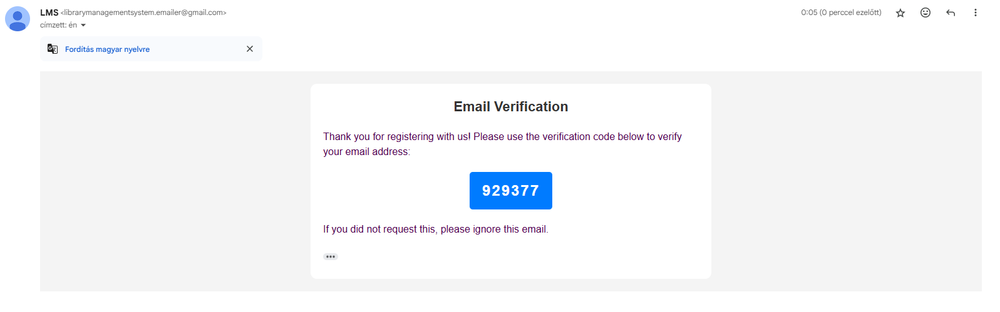 LMS <librarymanagementsystem.emailer@gmail.com>
0:05 (0 perccel ezelőtt)
címzett: én
Fordítás magyar nyelvre
Email Verification
Thank you for registering with us! Please use the verification code below to verify
your email address:
929377
If you did not request this, please ignore this email.